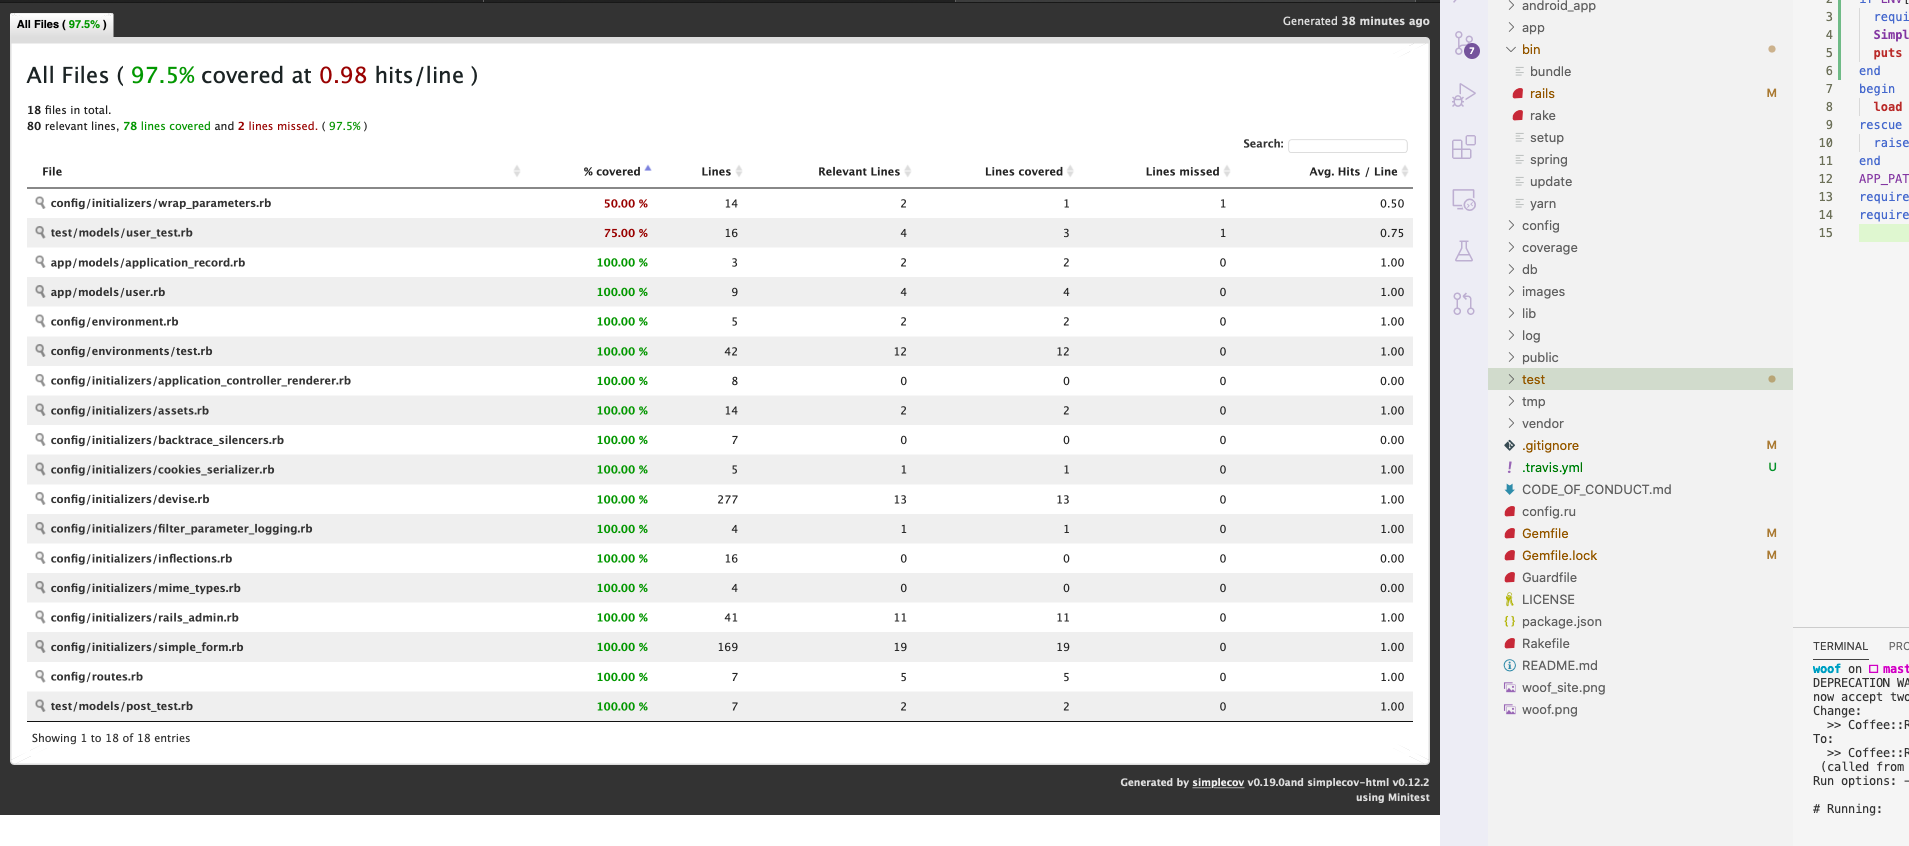 All Files ( 97.5% )
Generated 38 minutes ago
All Files ( 97.5% covered at 0.98 hits/line )
18 files in total.
80 relevant lines, 78 lines covered and 2 lines missed. ( 97.5% )
Search:
File % covered Lines Relevant Lines Lines covered Lines missed Avg. Hits / Line
config/initializers/wrap_parameters.rb 50.00 % 14 2 1 1 0.50
test/models/user_test.rb 75.00 % 16 4 3 1 0.75
app/models/application_record.rb 100.00 % 3 2 2 0 1.00
app/models/user.rb 100.00 % 9 4 4 0 1.00
config/environment.rb 100.00 % 5 2 2 0 1.00
config/environments/test.rb 100.00 % 42 12 12 0 1.00
config/initializers/application_controller_renderer.rb 100.00 % 8 0 0 0 0.00
config/initializers/assets.rb 100.00 % 14 2 2 0 1.00
config/initializers/backtrace_silencers.rb 100.00 % 7 0 0 0 0.00
config/initializers/cookies_serializer.rb 100.00 % 5 1 1 0 1.00
config/initializers/devise.rb 100.00 % 277 13 13 0 1.00
config/initializers/filter_parameter_logging.rb 100.00 % 4 1 1 0 1.00
config/initializers/inflections.rb 100.00 % 16 0 0 0 0.00
config/initializers/mime_types.rb 100.00 % 4 0 0 0 0.00
config/initializers/rails_admin.rb 100.00 % 41 11 11 0 1.00
config/initializers/simple_form.rb 100.00 % 169 19 19 0 1.00
config/routes.rb 100.00 % 7 5 5 0 1.00
test/models/post_test.rb 100.00 % 7 2 2 0 1.00
Showing 1 to 18 of 18 entries
Generated by simplecov v0.19.0and simplecov-html v0.12.2
using Minitest
7
android_app
app
bin
bundle
rails M
rake
setup
spring
update
yarn
config
coverage
db
images
lib
log
public
test
tmp
vendor
.gitignore M
.travis.yml U
CODE_OF_CONDUCT.md
config.ru
Gemfile M
Gemfile.lock M
Guardfile
LICENSE
package.json
Rakefile
README.md
woof_site.png
woof.png
3 requi
4 Simpl
5 puts
6 end
7 begin
8 load
9 rescue
10 raise
11 end
12 APP_PAT
13 require
14 require
15
TERMINAL PRO
woof on mast
DEPRECATION WA
now accept two
Change:
>> Coffee::R
To:
>> Coffee::R
(called from
Run options: -
# Running: